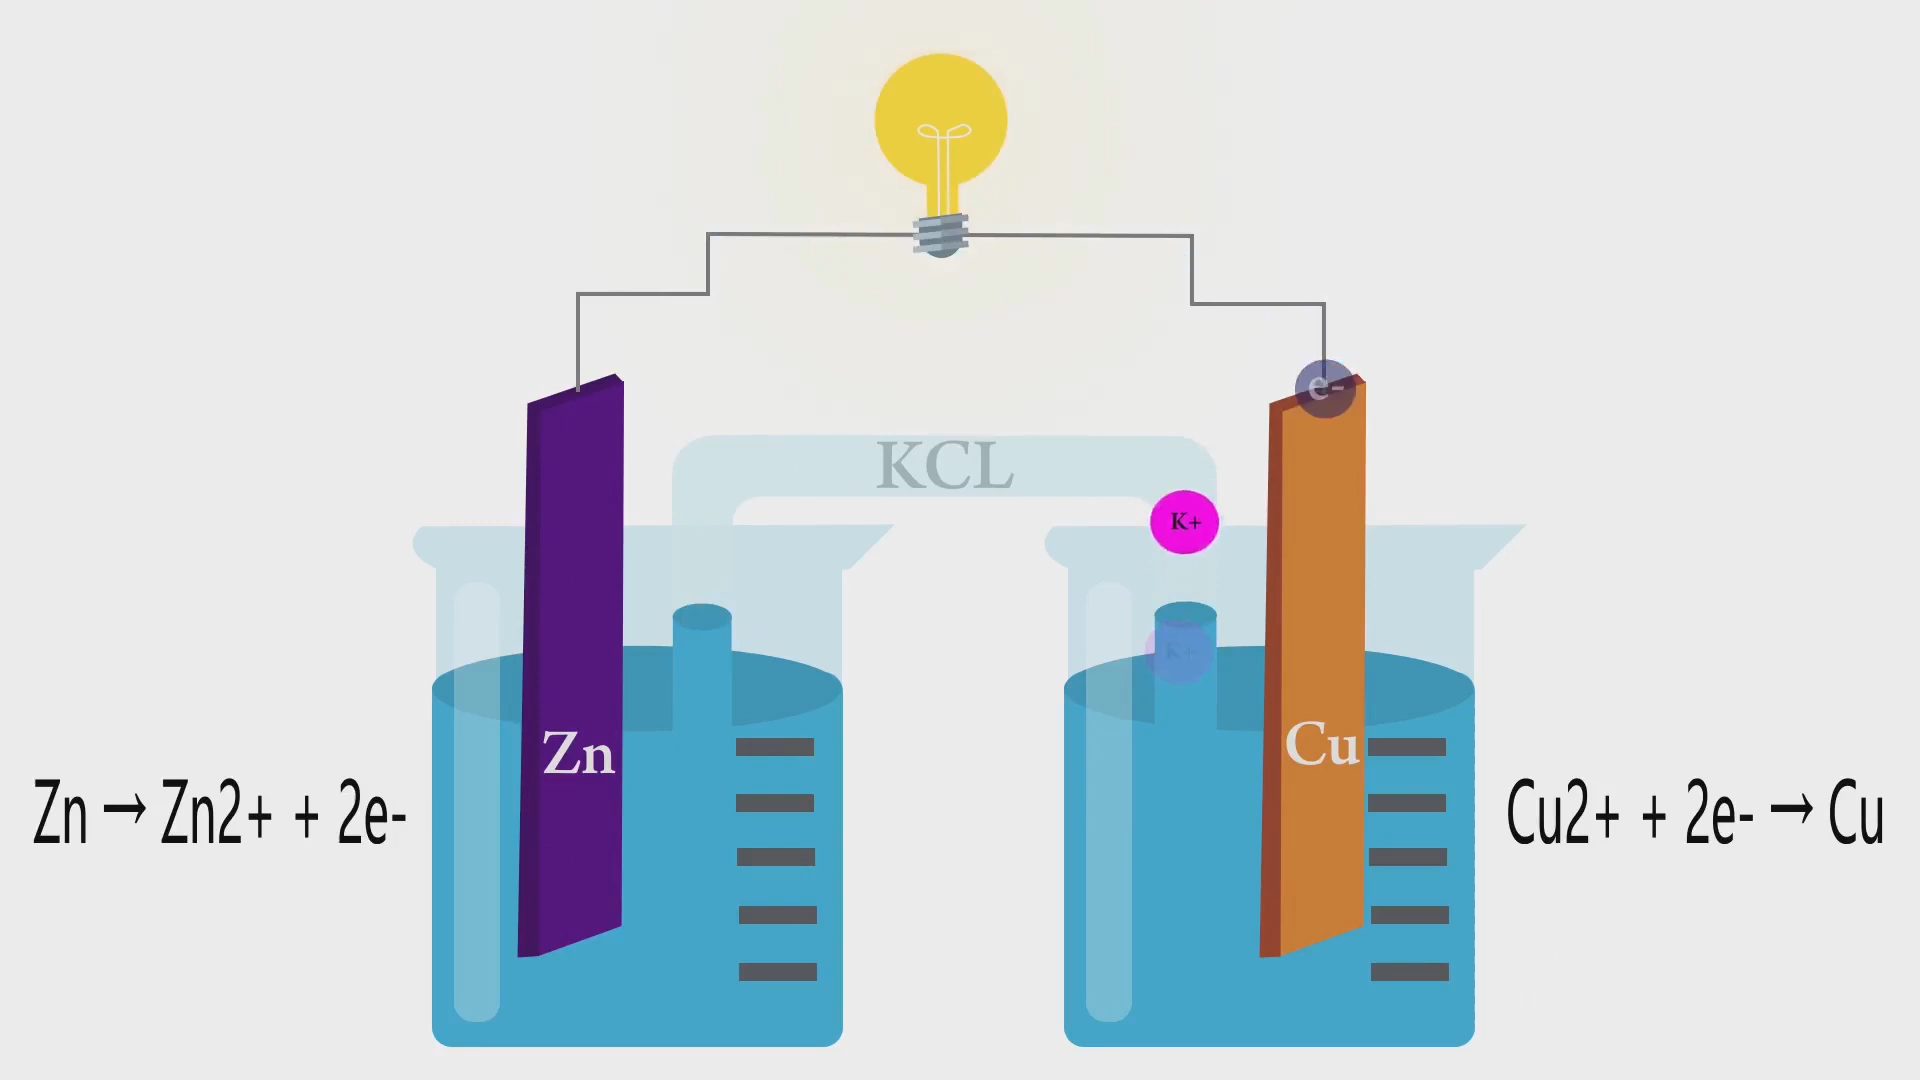 e-
KCL
K+
K+
Zn
Cu
Zn → Zn2+ + 2e-
Cu2+ + 2e- → Cu